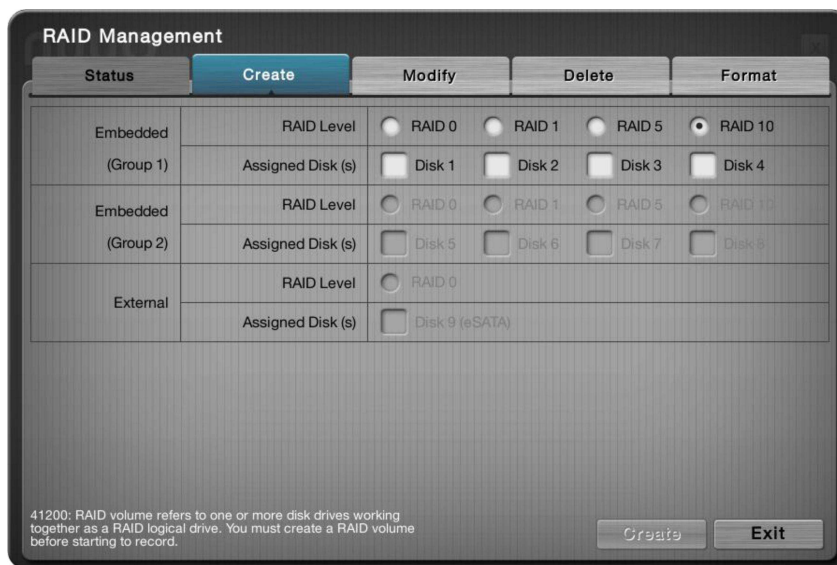 RAID Management
Status Create Modify Delete Format
Embedded (Group 1)
RAID Level RAID 0 RAID 1 RAID 5 RAID 10
Assigned Disk (s) Disk 1 Disk 2 Disk 3 Disk 4
Embedded (Group 2)
RAID Level RAID 0 RAID 1 RAID 5 RAID 10
Assigned Disk (s) Disk 5 Disk 6 Disk 7 Disk 8
External
RAID Level RAID 0
Assigned Disk (s) Disk 9 (eSATA)
41200: RAID volume refers to one or more disk drives working
together as a RAID logical drive. You must create a RAID volume
before starting to record.
Create Exit